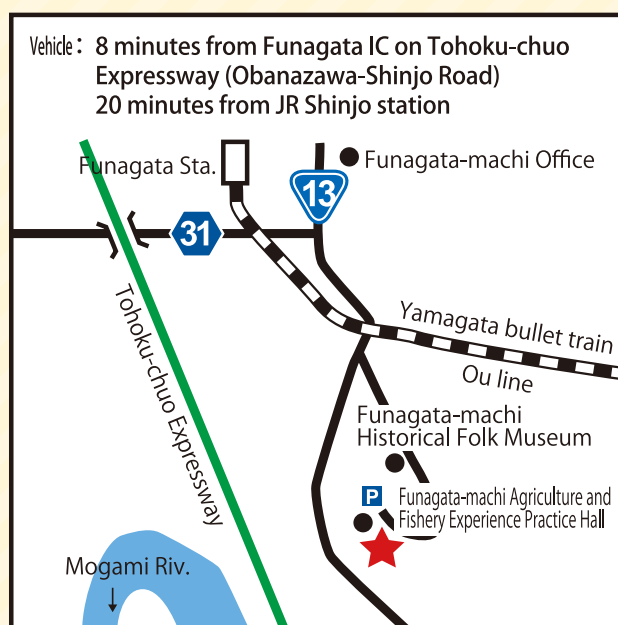 Vehicle： 8 minutes from Funagata IC on Tohoku-chuo
Expressway (Obanazawa-Shinjo Road)
20 minutes from JR Shinjo station
Funagata Sta.
Funagata-machi Office
13
31
Tohoku-chuo Expressway
Yamagata bullet train
Ou line
Funagata-machi
Historical Folk Museum
P
Funagata-machi Agriculture and
Fishery Experience Practice Hall
Mogami Riv.